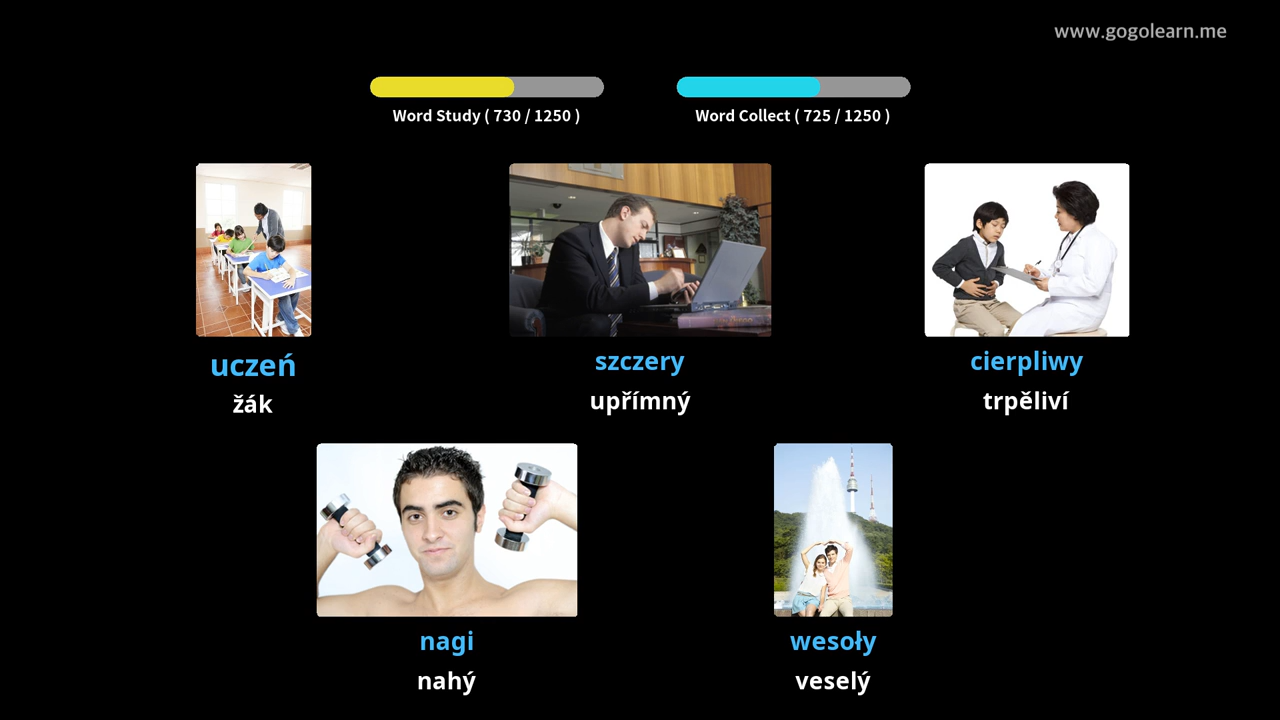 www.gogolearn.me
Word Study ( 730 / 1250 )
Word Collect ( 725 / 1250 )
uczeń
žák
szczery
upřímný
cierpliwy
trpěliví
nagi
nahý
wesoły
veselý